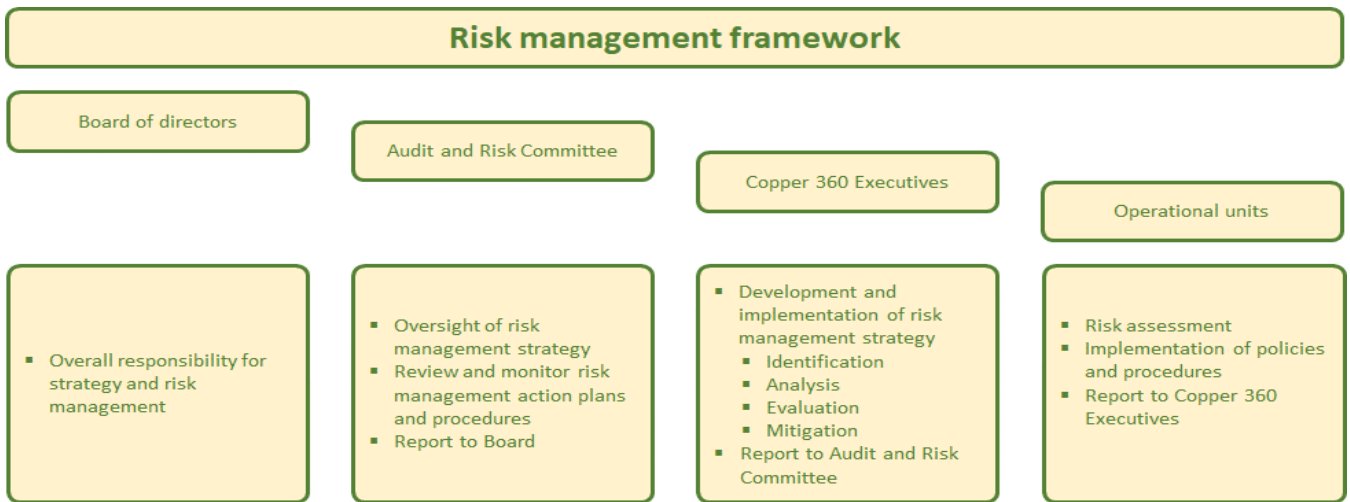 Risk management framework
Board of directors
Audit and Risk Committee
Copper 360 Executives
Operational units
▪ Overall responsibility for
strategy and risk
management
▪ Oversight of risk
management strategy
▪ Review and monitor risk
management action plans
and procedures
▪ Report to Board
▪ Development and
implementation of risk
management strategy
▪ Identification
▪ Analysis
▪ Evaluation
▪ Mitigation
▪ Report to Audit and Risk
Committee
▪ Risk assessment
▪ Implementation of policies
and procedures
▪ Report to Copper 360
Executives